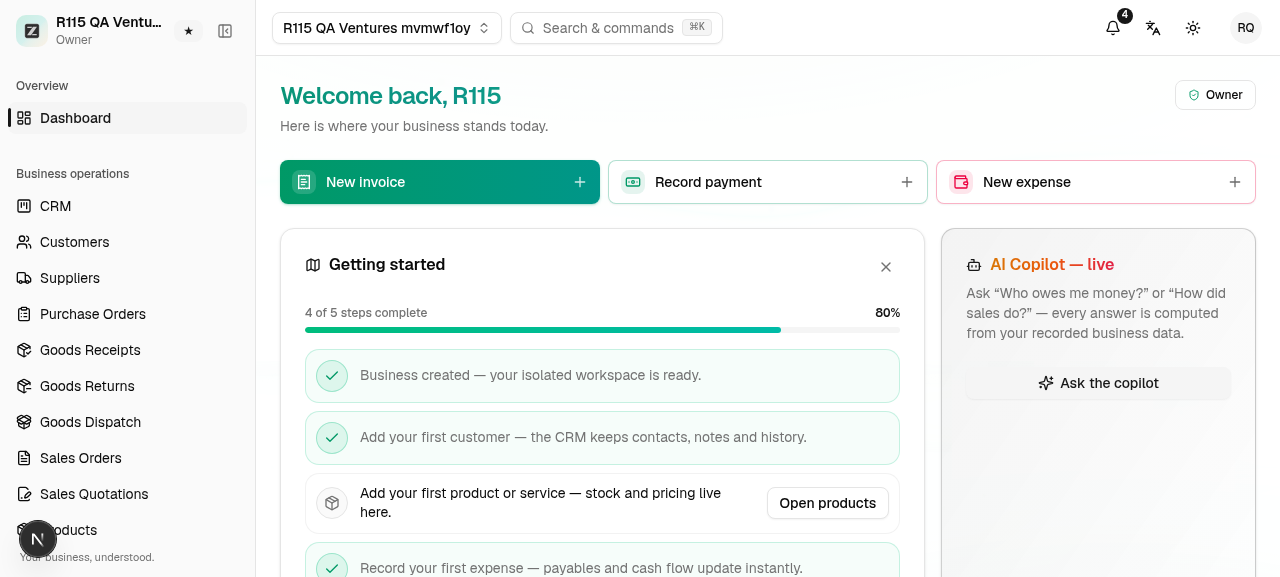 R115 QA Ventu...
Owner
Overview
Dashboard
Business operations
CRM
Customers
Suppliers
Purchase Orders
Goods Receipts
Goods Returns
Goods Dispatch
Sales Orders
Sales Quotations
oducts
Your business, understood.
R115 QA Ventures mvmwf1oy
Search & commands
⌘K
4
RQ
Welcome back, R115
Owner
Here is where your business stands today.
New invoice
Record payment
New expense
Getting started
4 of 5 steps complete
80%
Business created — your isolated workspace is ready.
Add your first customer — the CRM keeps contacts, notes and history.
Add your first product or service — stock and pricing live
here.
Open products
Record your first expense — payables and cash flow update instantly.
AI Copilot — live
Ask “Who owes me money?” or “How did
sales do?” — every answer is computed
from your recorded business data.
Ask the copilot